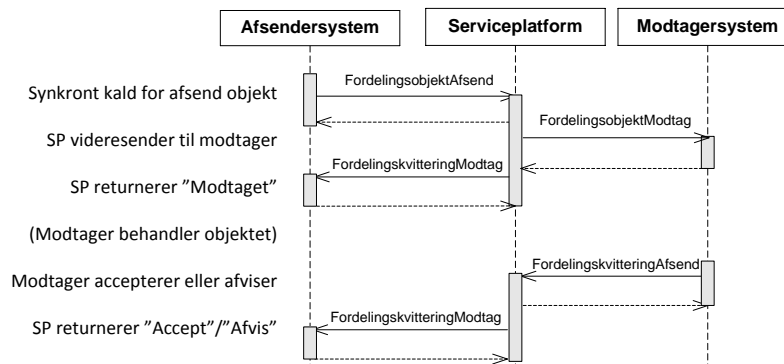 Afsendersystem
Serviceplatform
Modtagersystem
Synkront kald for afsend objekt
FordelingsobjektAfsend
FordelingsobjektModtag
SP videresender til modtager
FordelingskvitteringModtag
SP returnerer ”Modtaget”
(Modtager behandler objektet)
FordelingskvitteringAfsend
Modtager accepterer eller afviser
FordelingskvitteringModtag
SP returnerer ”Accept”/”Afvis”